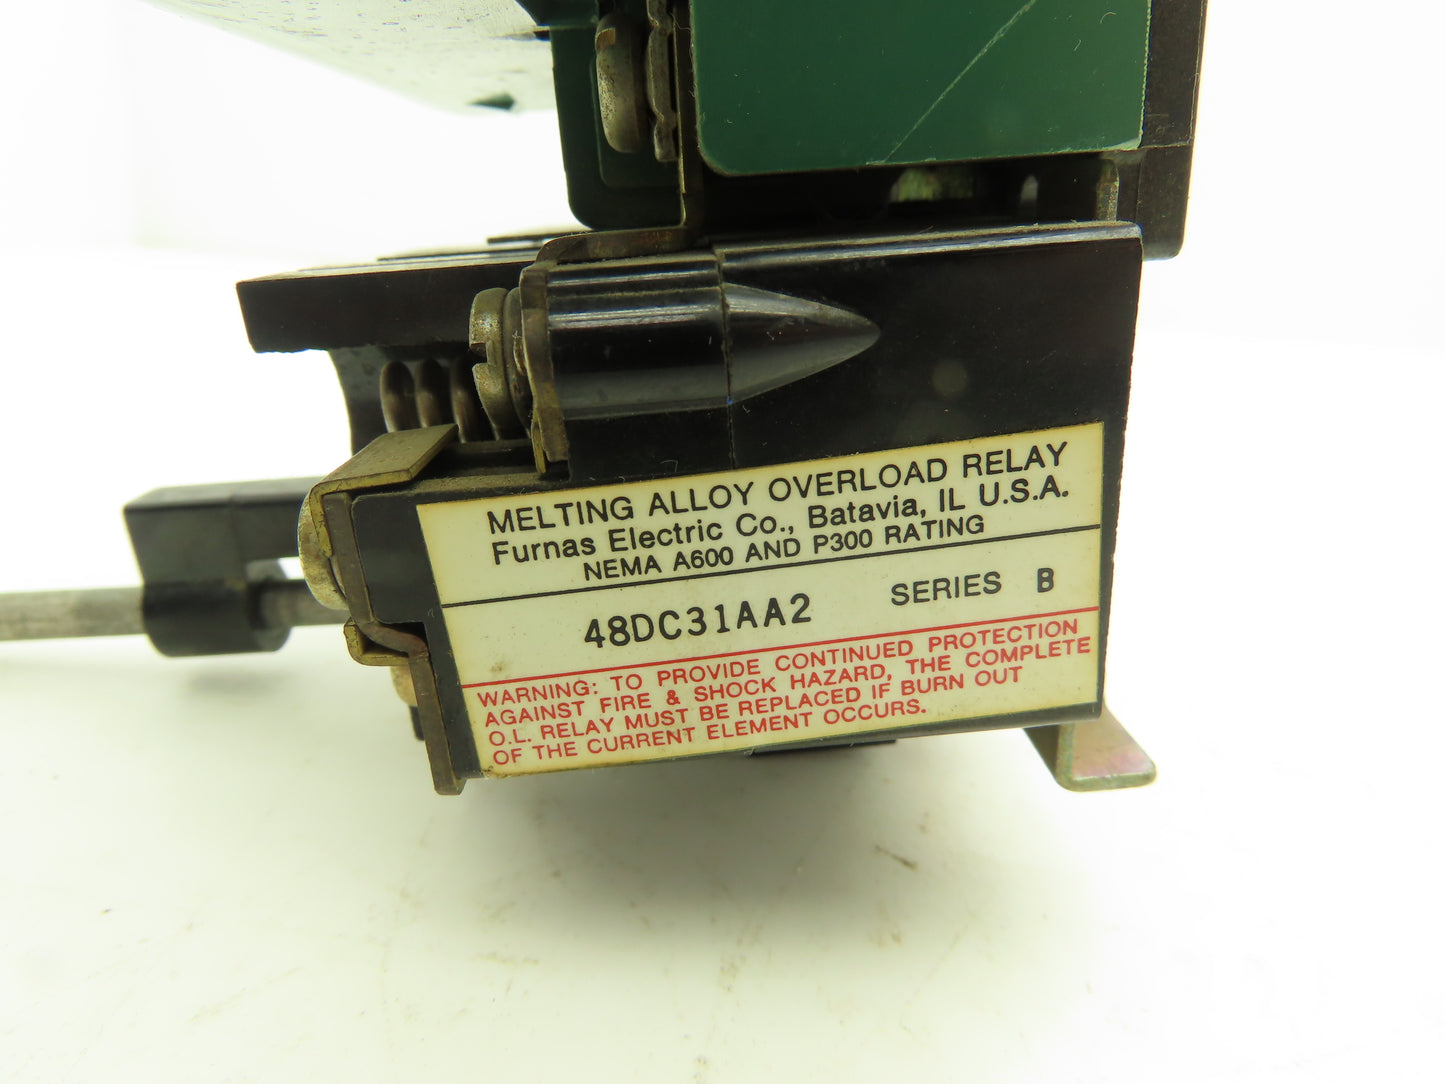 MELTING ALLOY OVERLOAD RELAY
Furnas Electric Co., Batavia, IL U.S.A.
NEMA A600 AND P300 RATING
48DC31AA2 SERIES B
WARNING: TO PROVIDE CONTINUED PROTECTION
AGAINST FIRE & SHOCK HAZARD, THE COMPLETE
O.L. RELAY MUST BE REPLACED IF BURN OUT
OF THE CURRENT ELEMENT OCCURS.